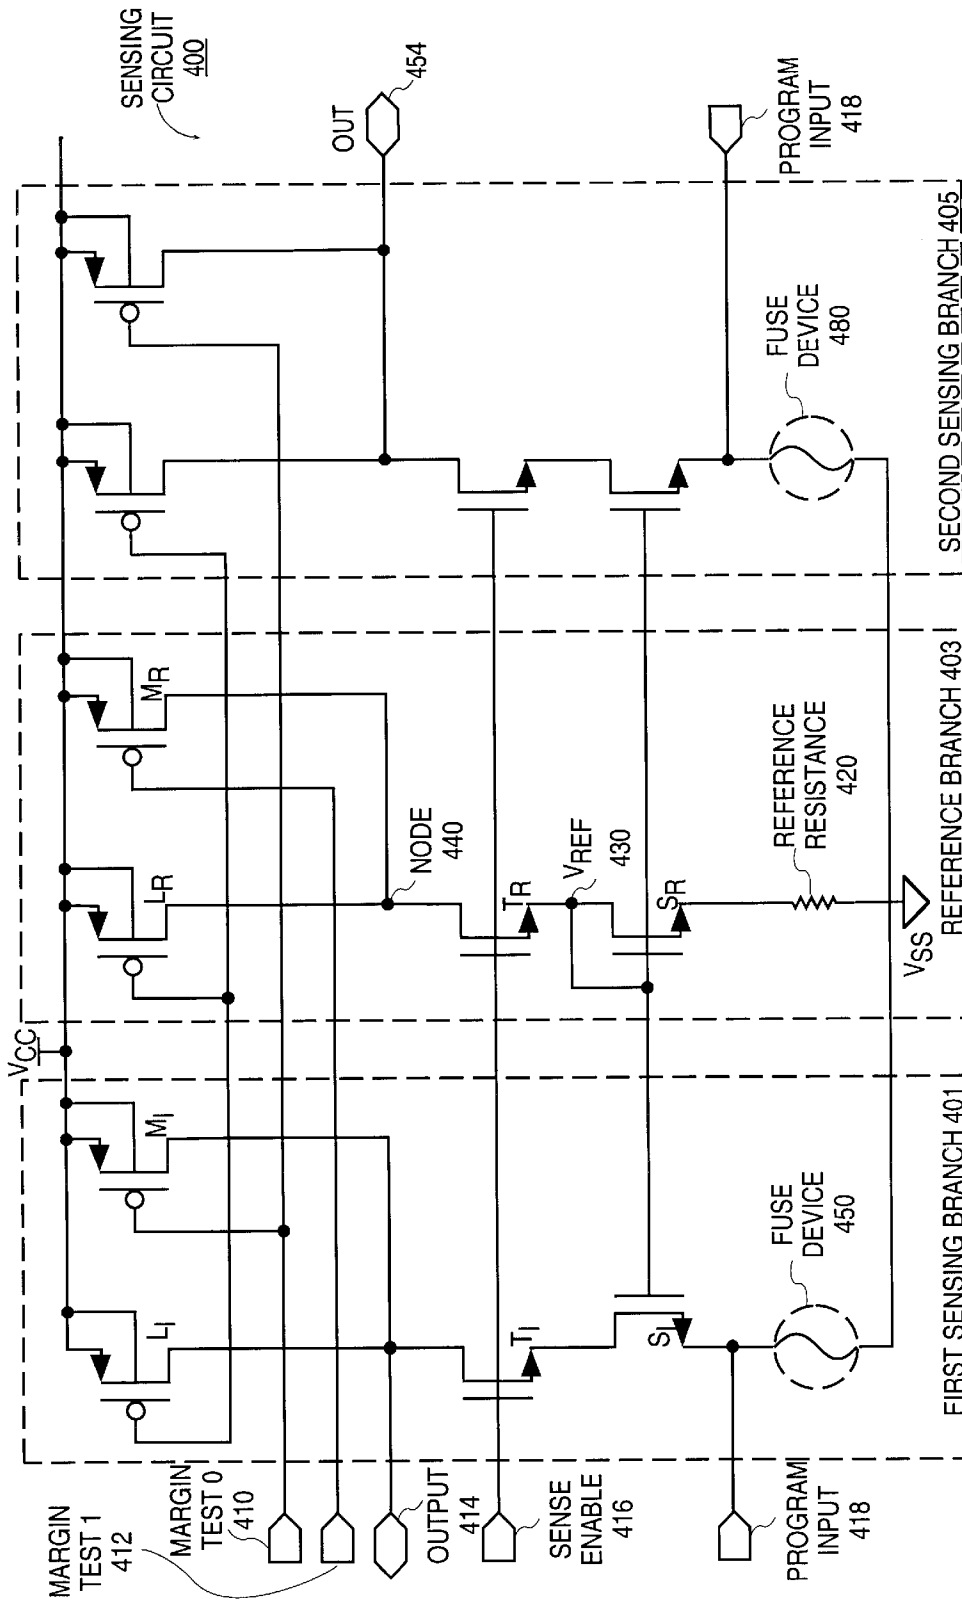 SENSING
CIRCUIT
400
VCC
LI
MI
LR
MR
MARGIN
TEST 1
412
MARGIN
TEST 0
410
OUTPUT
414
SENSE
ENABLE
416
PROGRAM
INPUT
418
NODE
440
OUT
454
TI
TR
VREF
430
SI
SR
FUSE
DEVICE
450
REFERENCE
RESISTANCE
420
FUSE
DEVICE
480
PROGRAM
INPUT
418
VSS
FIRST SENSING BRANCH 401
REFERENCE BRANCH 403
SECOND SENSING BRANCH 405